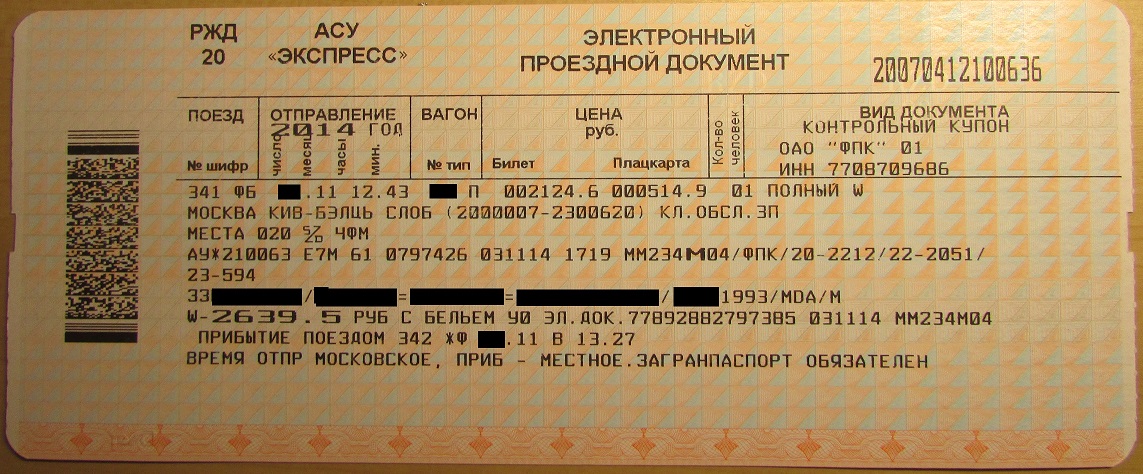 РЖД
20
АСУ
«ЭКСПРЕСС»
ЭЛЕКТРОННЫЙ
ПРОЕЗДНОЙ ДОКУМЕНТ
20070412100636
ПОЕЗД
№ шифр
ОТПРАВЛЕНИЕ
2014 ГОД
число
месяц
часы
мин.
ВАГОН
№ тип
ЦЕНА
руб.
Билет Плацкарта
Кол-во
человек
ВИД ДОКУМЕНТА
КОНТРОЛЬНЫЙ КУПОН
ОАО "ФПК" 01
ИНН 7708709686
341 ФБ .11 12.43 П 002124.6 000514.9 01 ПОЛНЫЙ W
МОСКВА КИВ-БЭЛЦЬ СЛОБ (2000007-2300620) КЛ.ОБСЛ.3П
МЕСТА 020 С/Д ЧФМ
АУ*210063 Е7М 61 0797426 031114 1719 ММ234М04/ФПК/20-2212/22-2051/
23-594
33 / = = / 1993/MDA/M
W-2639.5 РУБ С БЕЛЬЕМ У0 ЭЛ.ДОК.77892882797385 031114 ММ234М04
ПРИБЫТИЕ ПОЕЗДОМ 342 *Ф .11 В 13.27
ВРЕМЯ ОТПР МОСКОВСКОЕ, ПРИБ - МЕСТНОЕ.ЗАГРАНПАСПОРТ ОБЯЗАТЕЛЕН